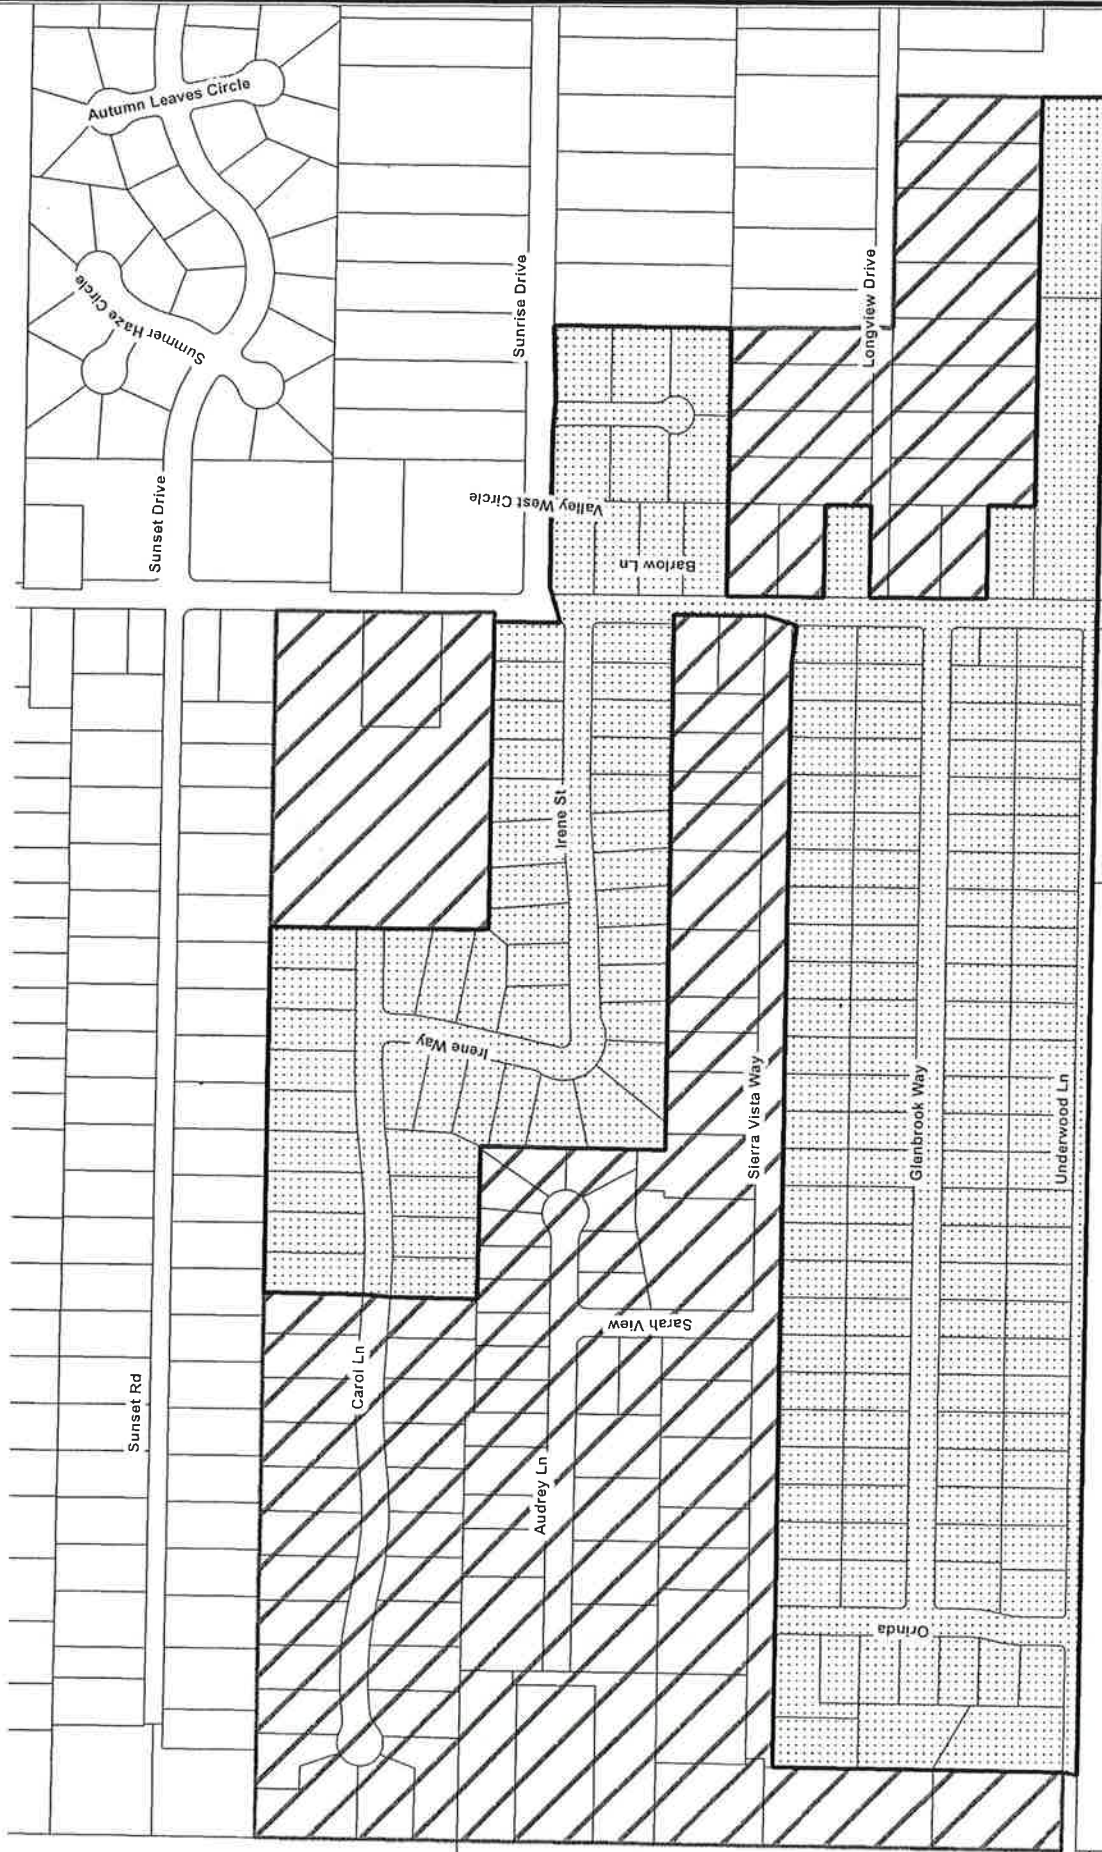 Autumn Leaves Circle
Summer Haze Circle
Sunrise Drive
Longview Drive
Sunset Drive
Valley West Circle
Barlow Ln
Irene St
Irene Way
Sierra Vista Way
Glenbrook Way
Underwood Ln
Sarah View
Carol Ln
Sunset Rd
Audrey Ln
Orinda